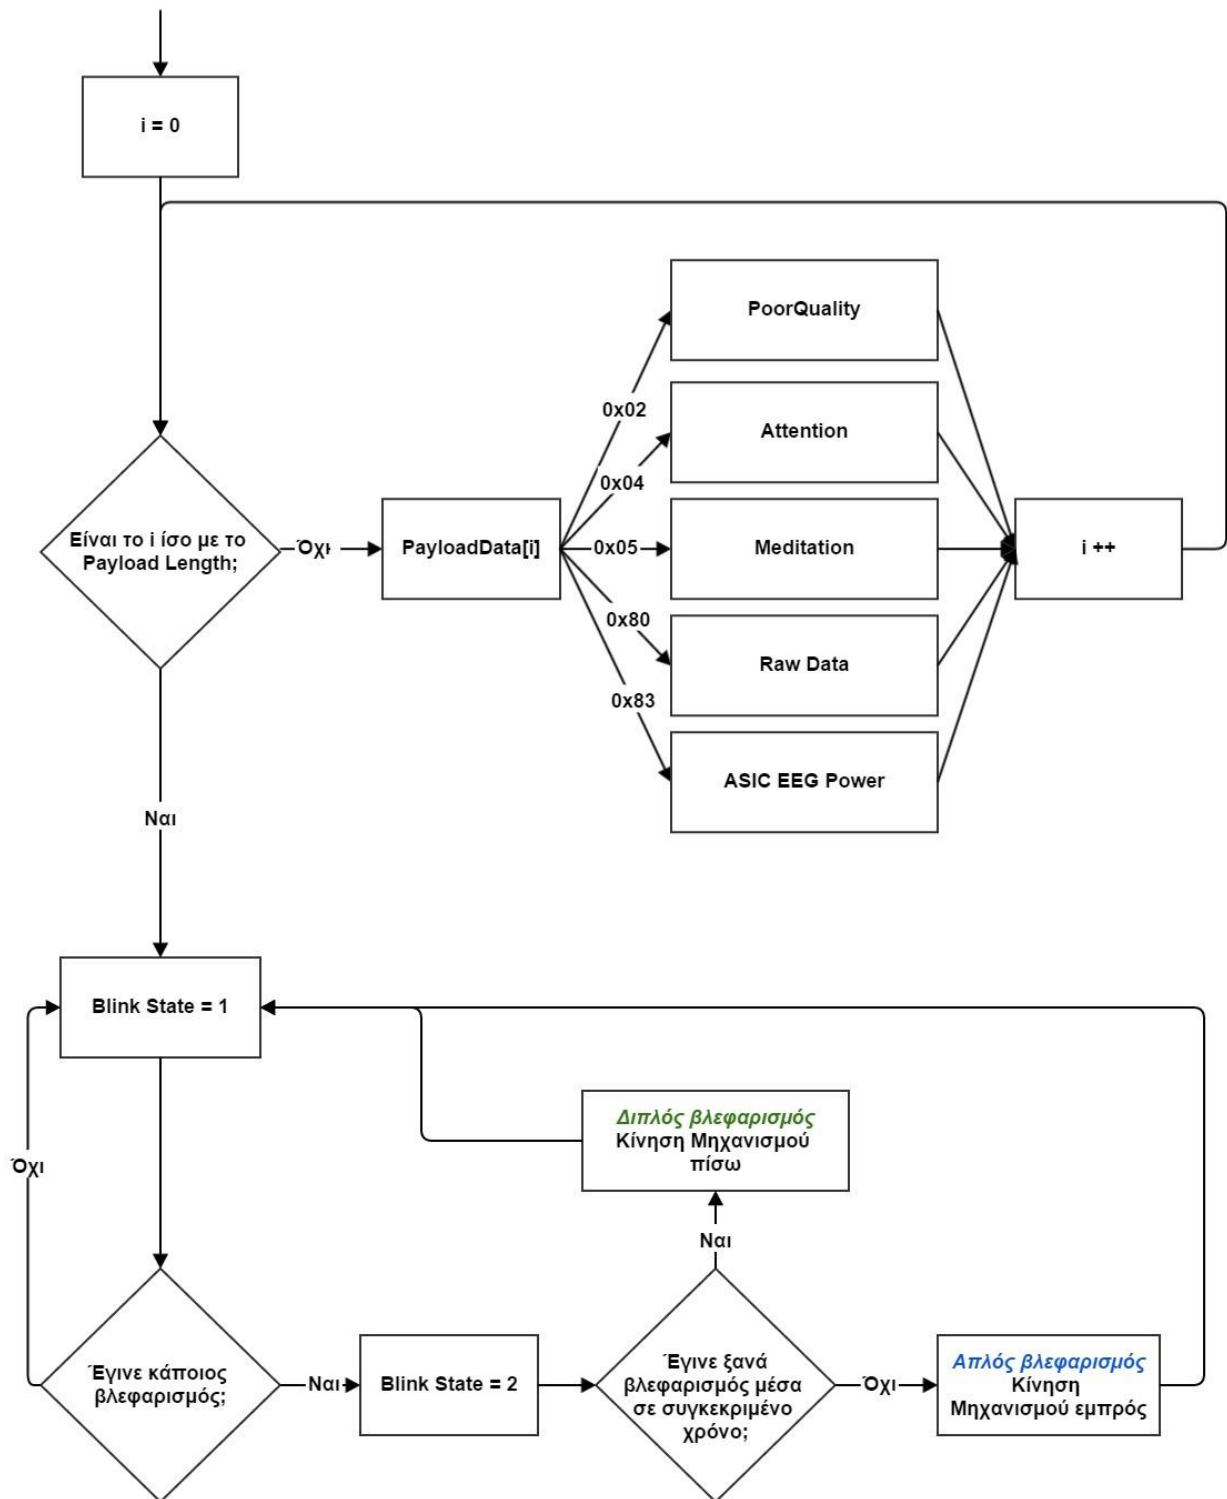 i = 0
PoorQuality
0x02
Attention
0x04
Είναι το i ίσο με το
Payload Length;
Όχι
PayloadData[i]
0x05
Meditation
i ++
0x80
Raw Data
0x83
ASIC EEG Power
Ναι
Blink State = 1
Διπλός βλεφαρισμός
Κίνηση Μηχανισμού
πίσω
Όχι
Ναι
Έγινε κάποιος
βλεφαρισμός;
Ναι
Blink State = 2
Έγινε ξανά
βλεφαρισμός μέσα
σε συγκεκριμένο
χρόνο;
Όχι
Απλός βλεφαρισμός
Κίνηση
Μηχανισμού εμπρός